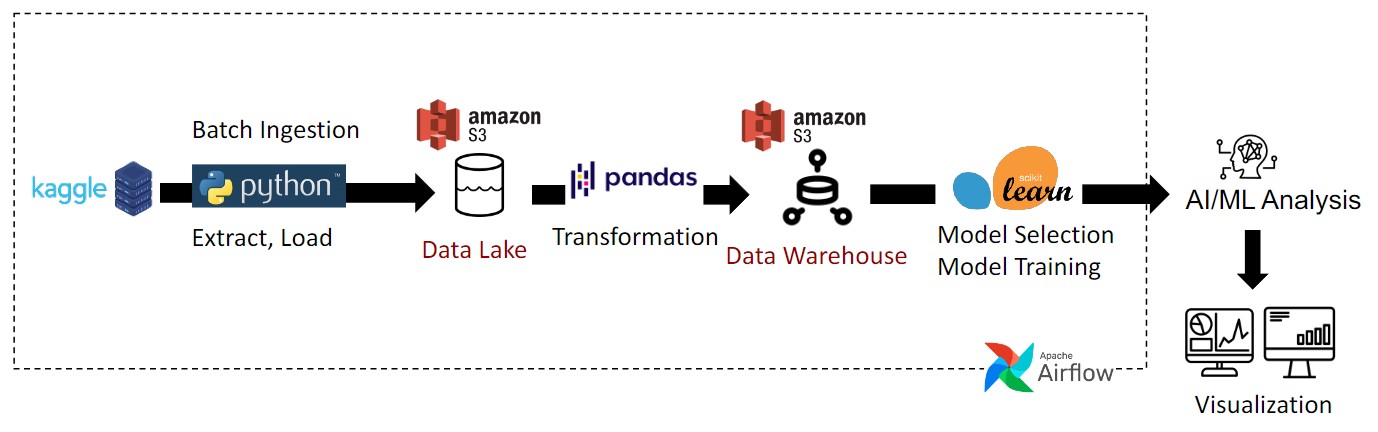 Batch Ingestion
kaggle
python™
Extract, Load
amazon
S3
Data Lake
pandas
Transformation
amazon
S3
Data Warehouse
scikit
learn
Model Selection
Model Training
Apache
Airflow
AI/ML Analysis
Visualization